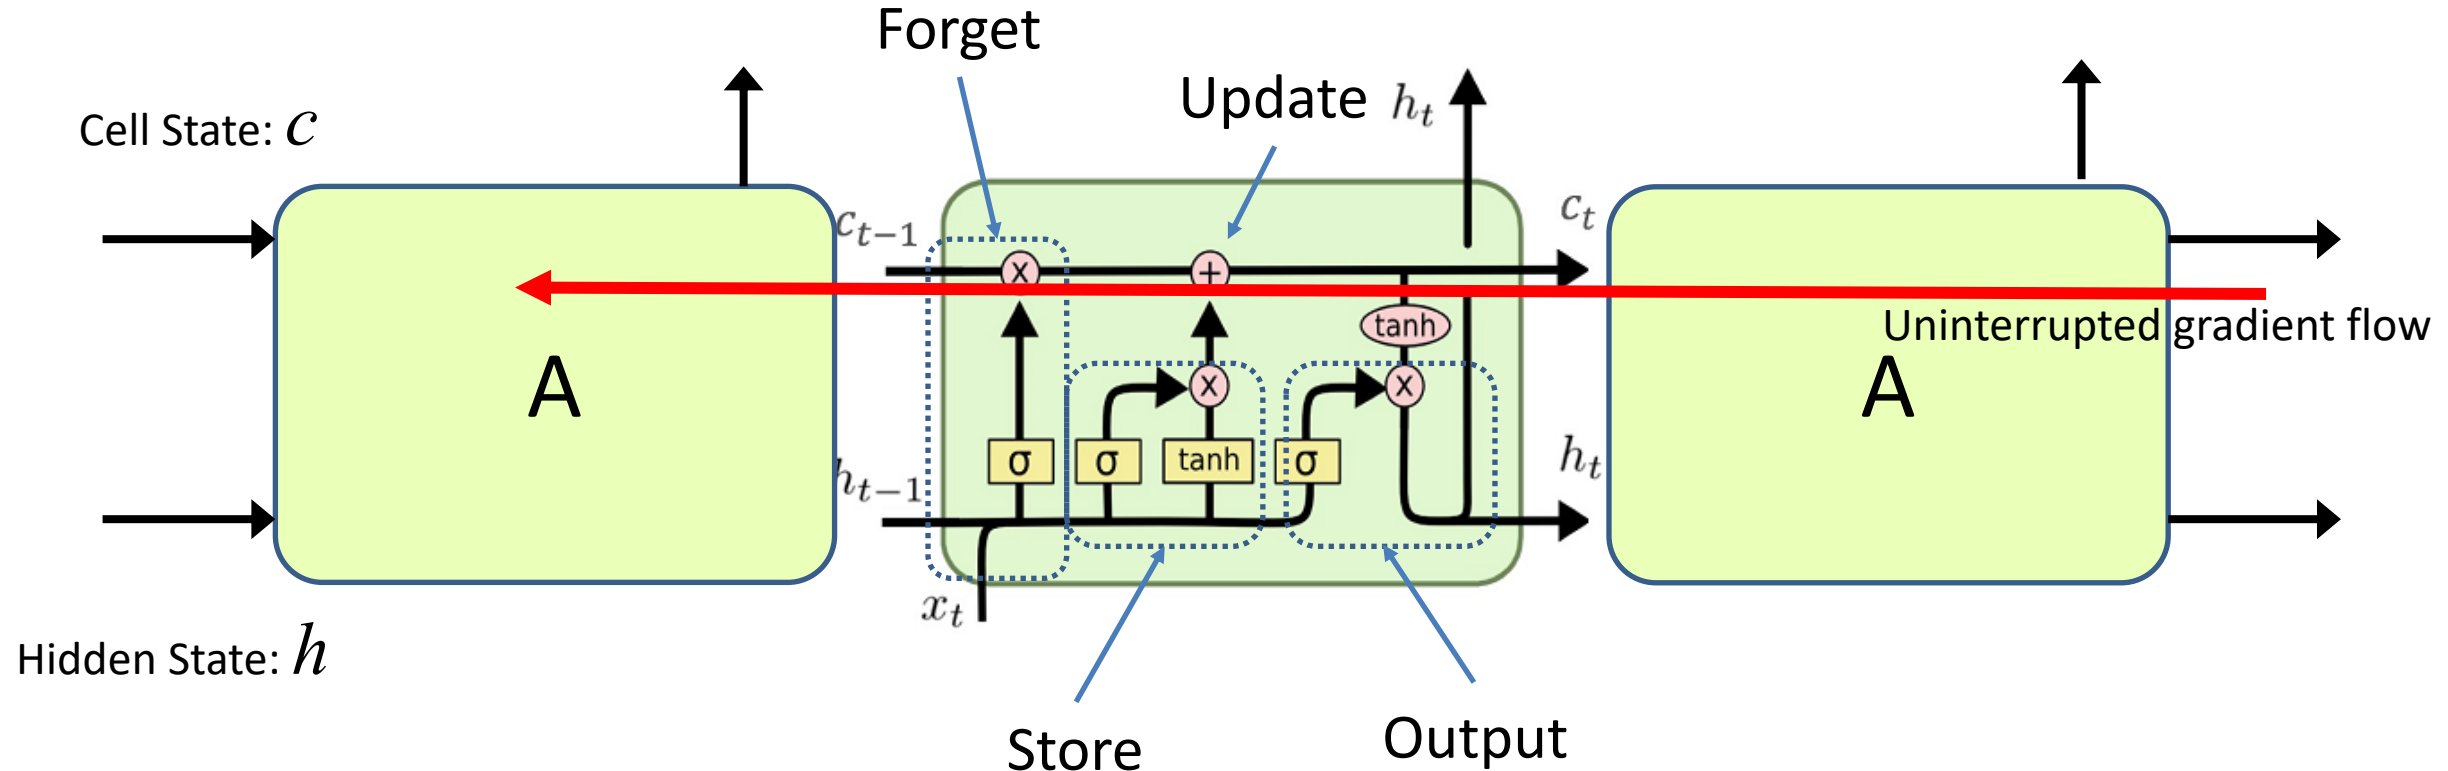 Forget
Update
h_t
Cell State: c
c_{t-1}
c_t
x
+
tanh
Uninterrupted gradient flow
A
x
x
A
σ
σ
tanh
σ
h_{t-1}
h_t
x_t
Hidden State: h
Store
Output